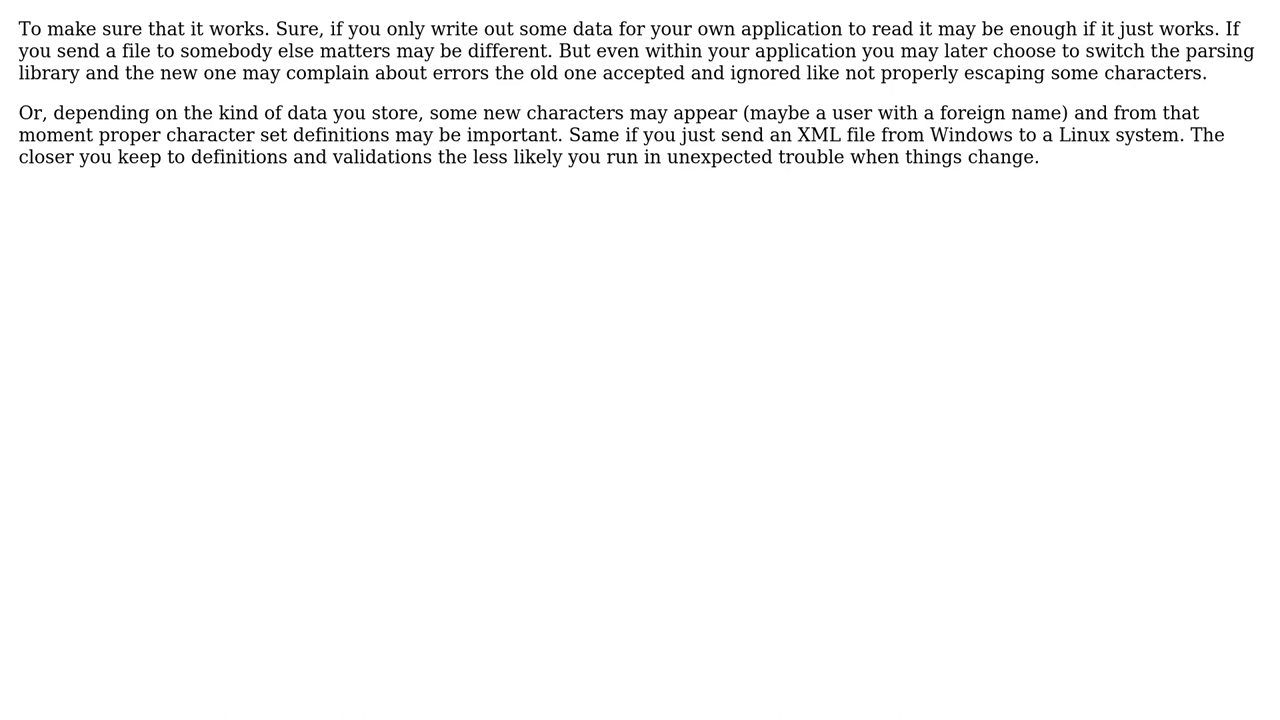 To make sure that it works. Sure, if you only write out some data for your own application to read it may be enough if it just works. If
you send a file to somebody else matters may be different. But even within your application you may later choose to switch the parsing
library and the new one may complain about errors the old one accepted and ignored like not properly escaping some characters.
Or, depending on the kind of data you store, some new characters may appear (maybe a user with a foreign name) and from that
moment proper character set definitions may be important. Same if you just send an XML file from Windows to a Linux system. The
closer you keep to definitions and validations the less likely you run in unexpected trouble when things change.